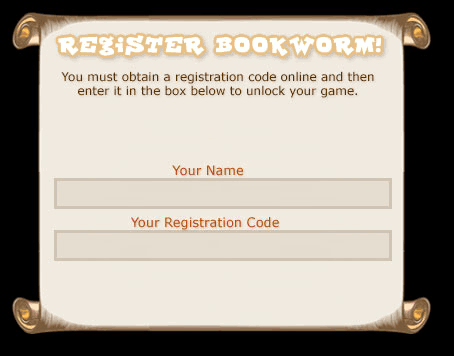 REGISTER BOOKWORM!
You must obtain a registration code online and then
enter it in the box below to unlock your game.
Your Name
Your Registration Code